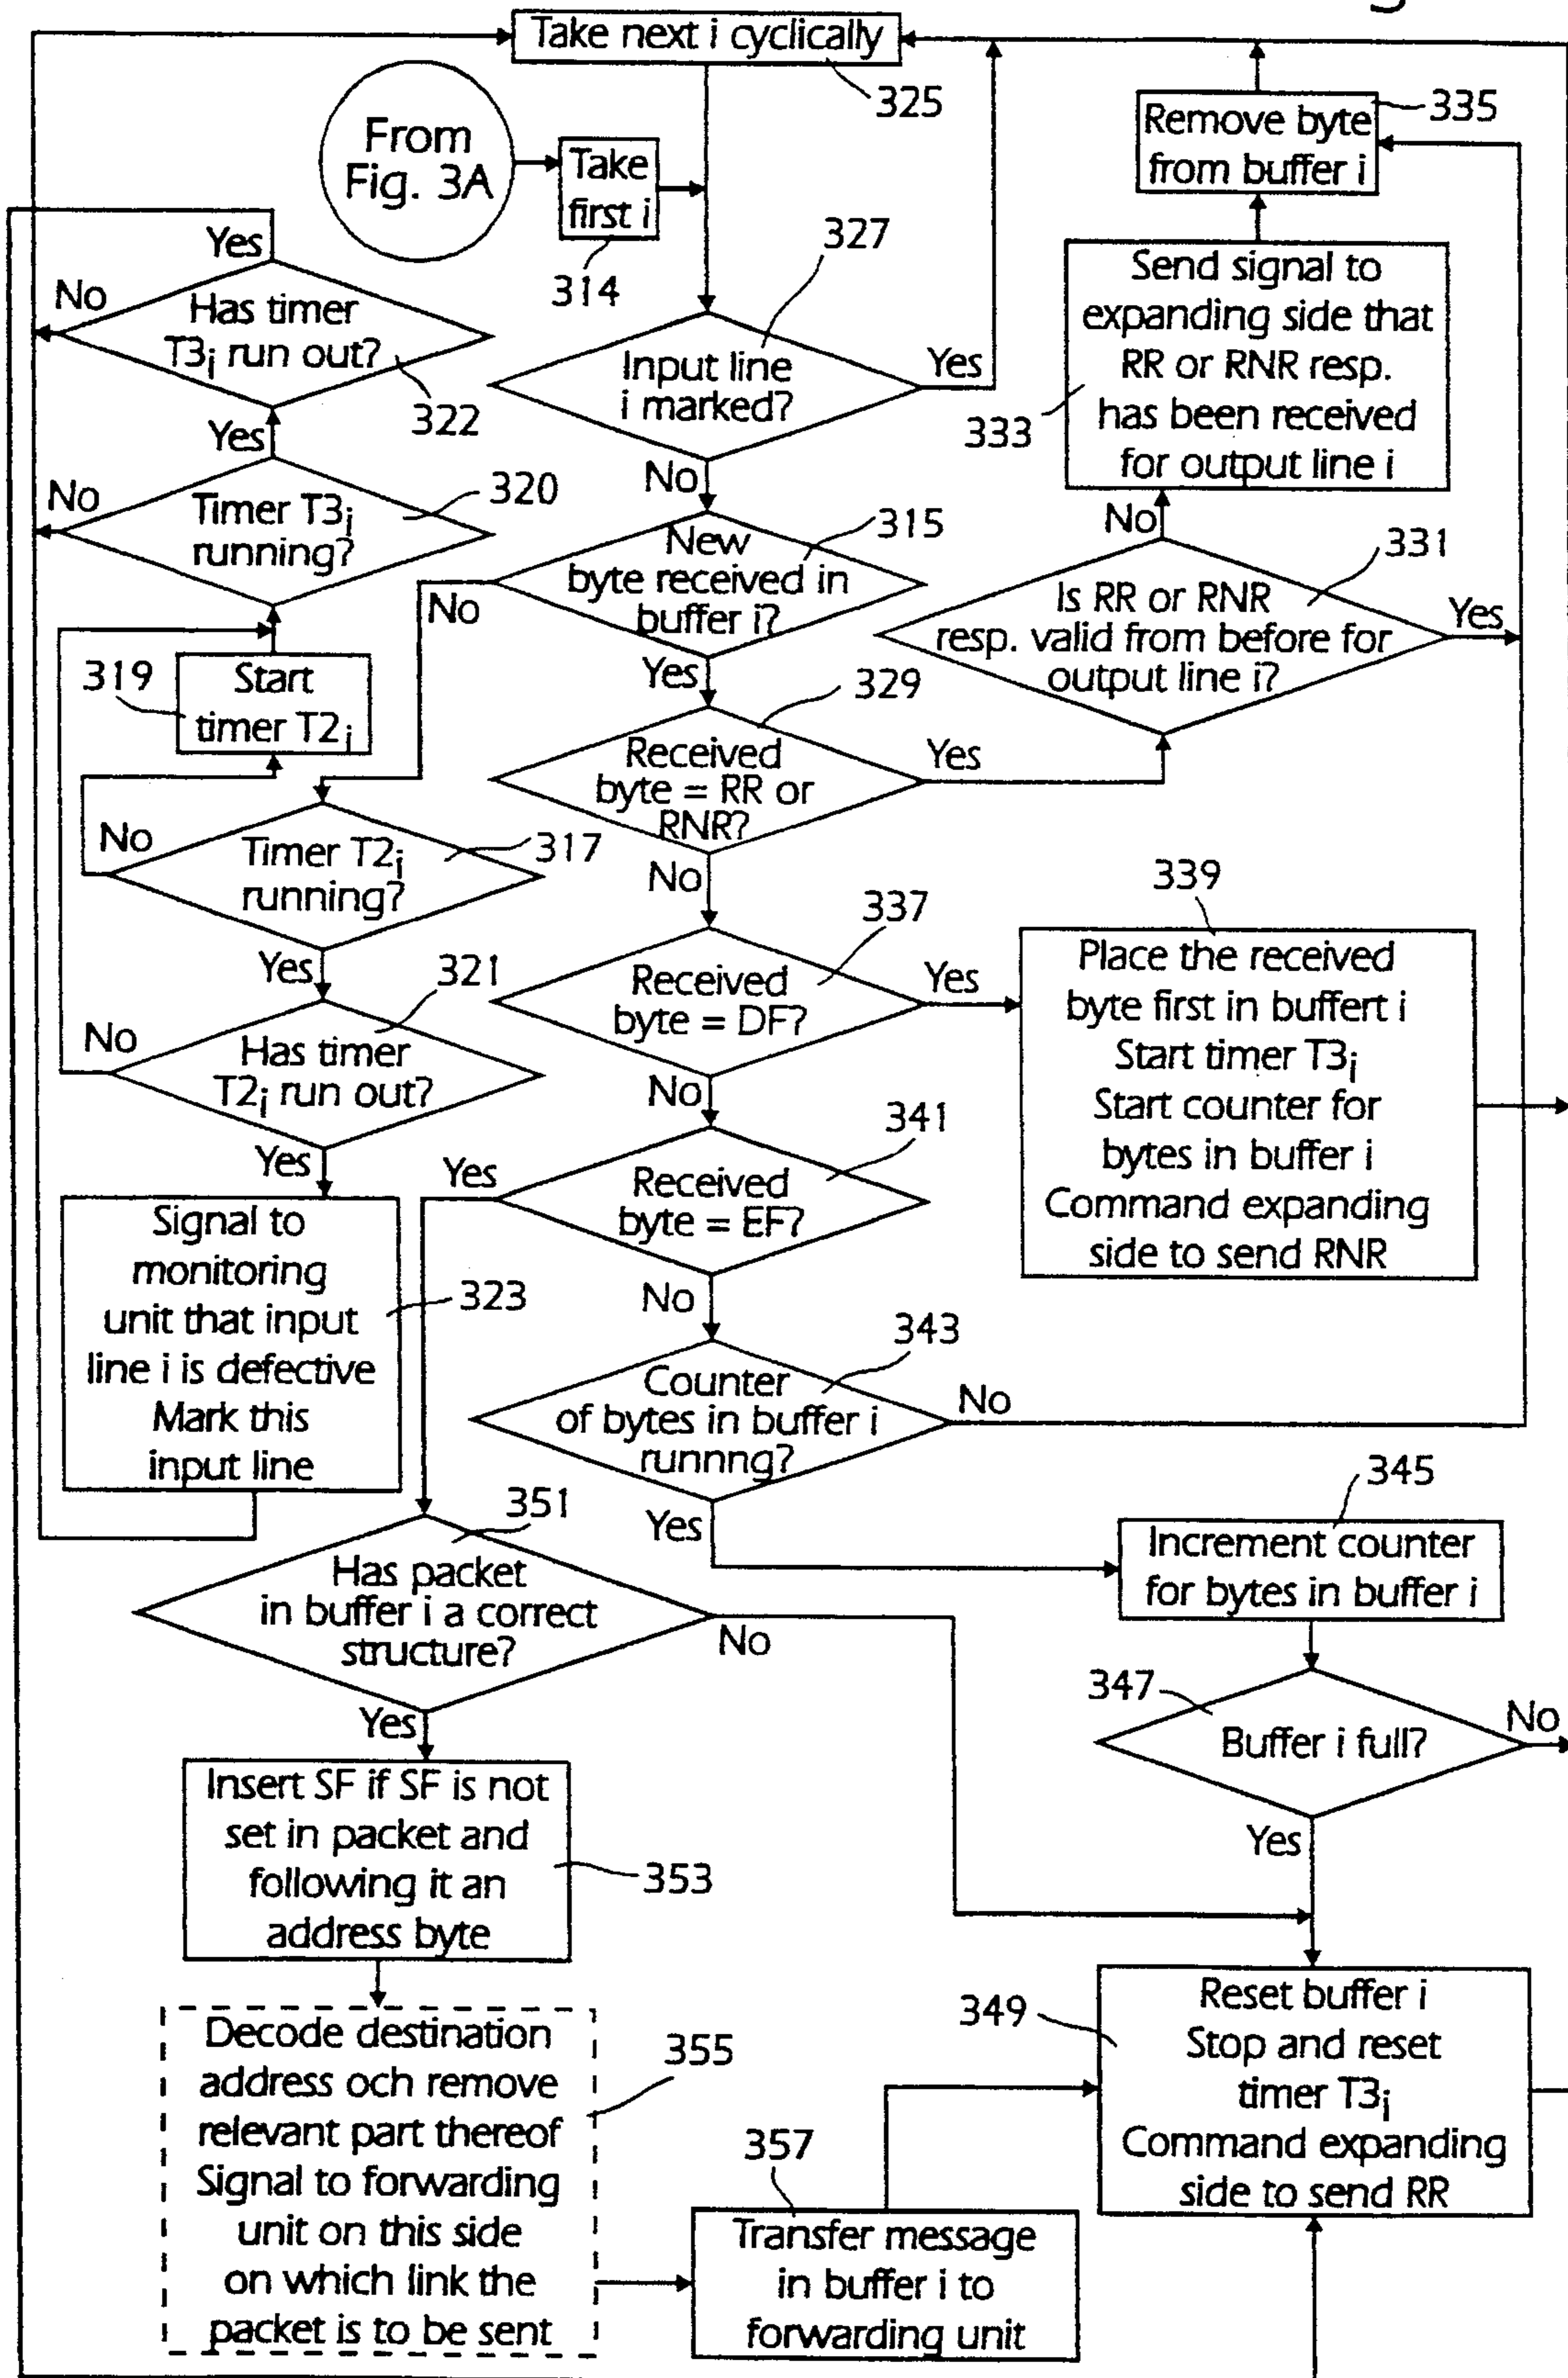 Take next i cyclically
325
From
Fig. 3A
Take
first i
314
Remove byte
from buffer i
335
Yes
No
Has timer
T3i run out?
322
327
Input line
i marked?
Yes
No
Send signal to
expanding side that
RR or RNR resp.
has been received
for output line i
333
Yes
No
Timer T3i
running?
320
315
New
byte received in
buffer i?
No
Yes
No
331
Is RR or RNR
resp. valid from before for
output line i?
Yes
319
Start
timer T2i
329
Received
byte = RR or
RNR?
Yes
No
No
Timer T2i
running?
317
Yes
337
Received
byte = DF?
Yes
No
339
Place the received
byte first in buffert i
Start timer T3i
Start counter for
bytes in buffer i
Command expanding
side to send RNR
321
No
Has timer
T2i run out?
Yes
341
Yes
Received
byte = EF?
No
Signal to
monitoring
unit that input
line i is defective
Mark this
input line
323
343
Counter
of bytes in buffer i
runnng?
No
Yes
345
Increment counter
for bytes in buffer i
351
Has packet
in buffer i a correct
structure?
No
Yes
347
Buffer i full?
No
Yes
Insert SF if SF is not
set in packet and
following it an
address byte
353
Decode destination
address och remove
relevant part thereof
Signal to forwarding
unit on this side
on which link the
packet is to be sent
355
357
Transfer message
in buffer i to
forwarding unit
349
Reset buffer i
Stop and reset
timer T3i
Command expanding
side to send RR